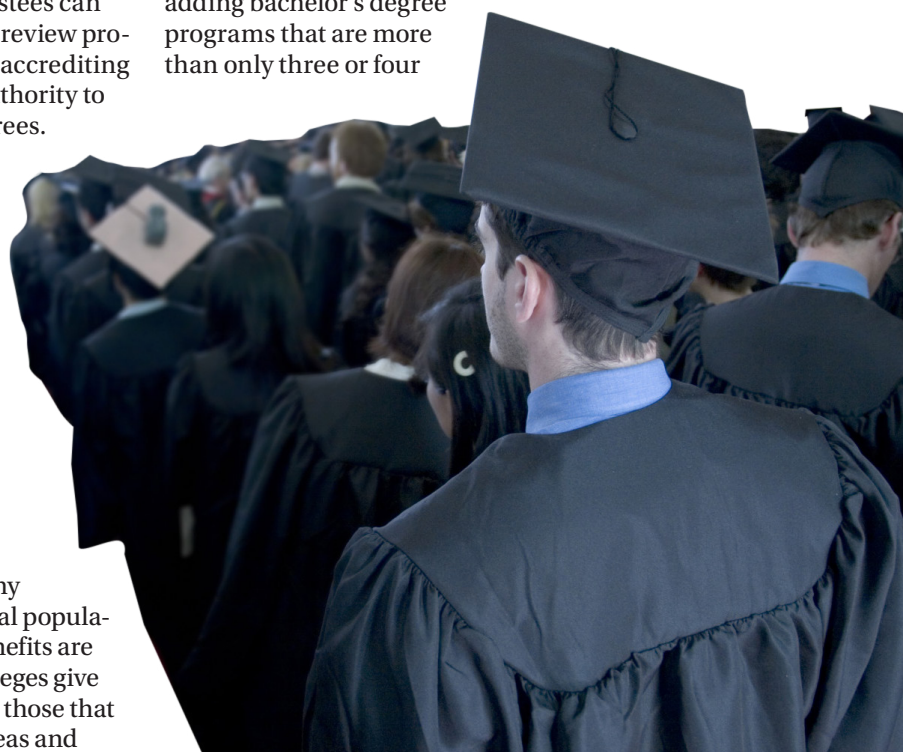 stees can
review pro-
accrediting
thority to
rees.
ny
al popula-
nefits are
eges give
those that
eas and
adding bachelor’s degree
programs that are more
than only three or four